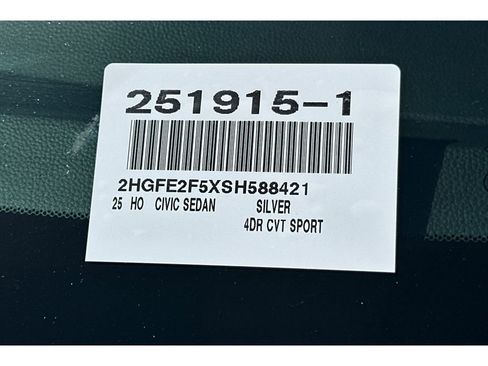 251915-1
2HGFE2F5XSH588421
25 HO CIVIC SEDAN SILVER
4DR CVT SPORT